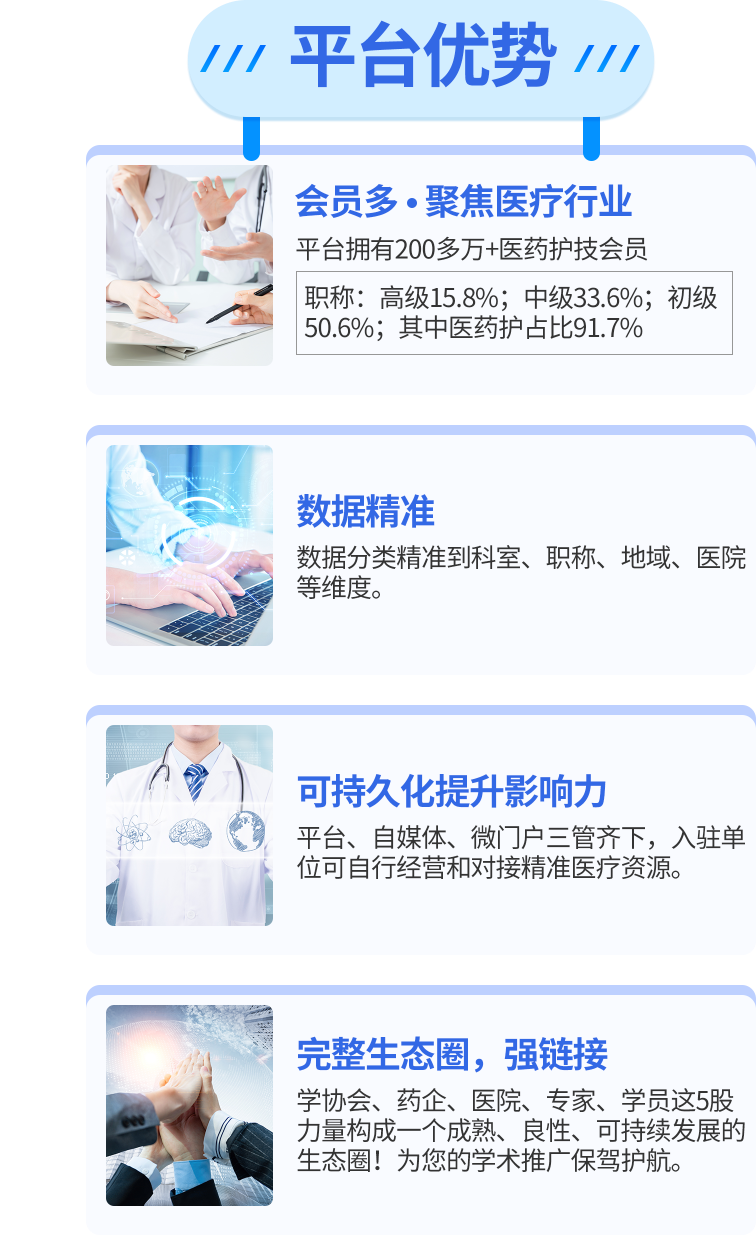 平台优势
会员多 • 聚焦医疗行业
平台拥有200多万+医药护技会员
职称：高级15.8%；中级33.6%；初级
50.6%；其中医药护占比91.7%
数据精准
数据分类精准到科室、职称、地域、医院
等维度。
可持久化提升影响力
平台、自媒体、微门户三管齐下，入驻单
位可自行经营和对接精准医疗资源。
完整生态圈，强链接
学协会、药企、医院、专家、学员这5股
力量构成一个成熟、良性、可持续发展的
生态圈！为您的学术推广保驾护航。